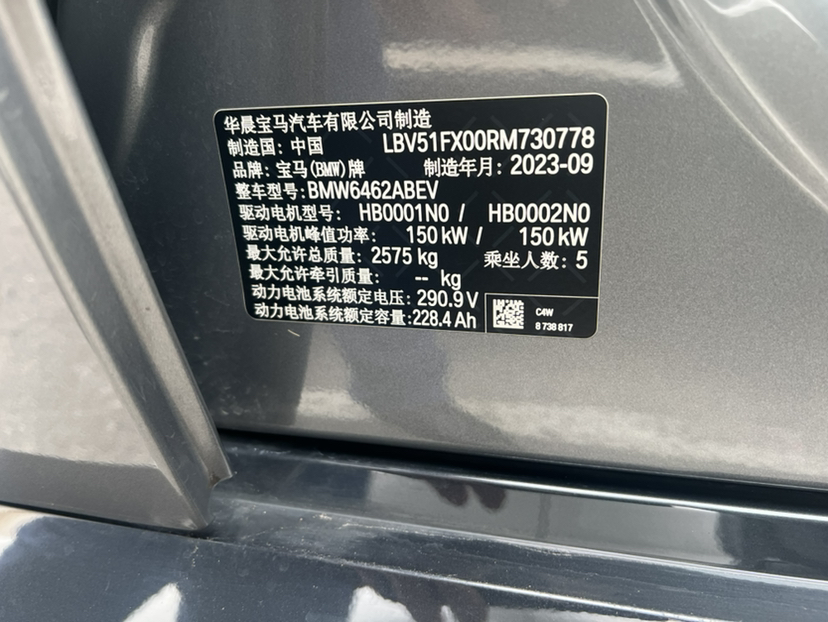 华晨宝马汽车有限公司制造
制造国：中国 LBV51FX00RM730778
品牌：宝马(BMW)牌 制造年月：2023-09
整车型号：BMW6462ABEV
驱动电机型号： HB0001N0 / HB0002N0
驱动电机峰值功率： 150 kW / 150 kW
最大允许总质量：2575 kg 乘坐人数：5
最大允许牵引质量： -- kg
动力电池系统额定电压：290.9 V
动力电池系统额定容量：228.4 Ah
C4W
8 738 817